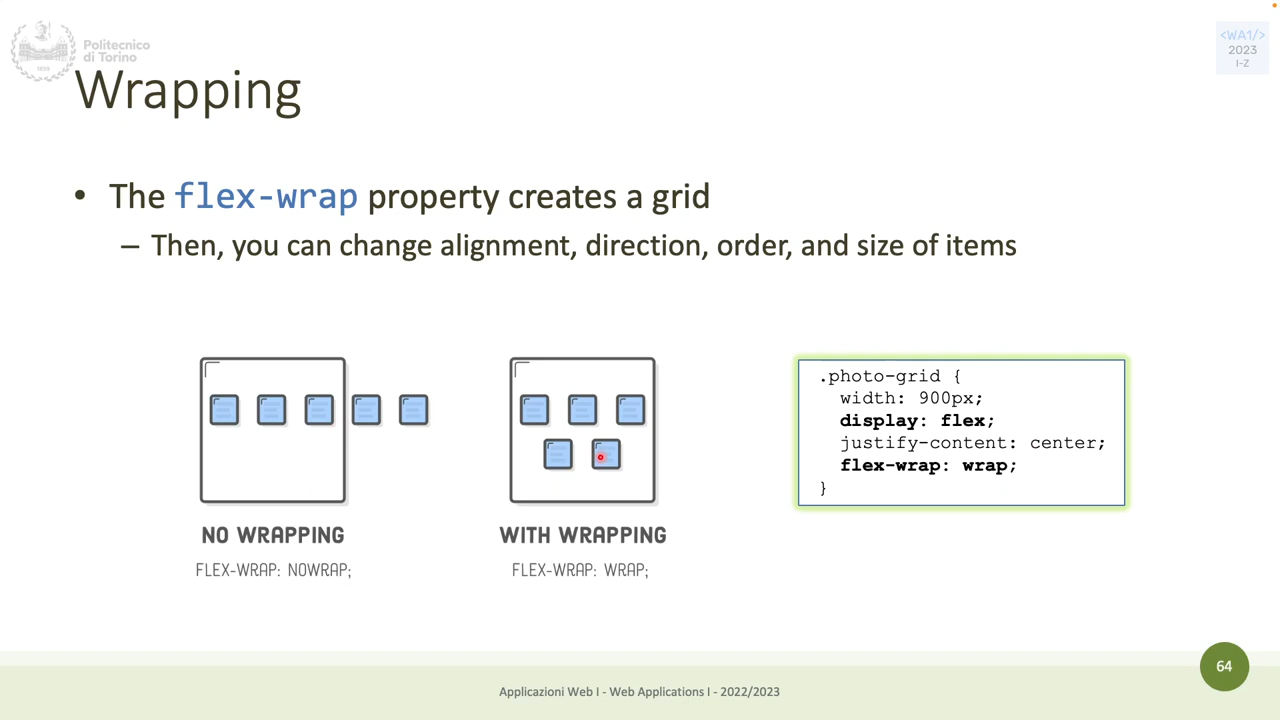 Politecnico
di Torino
1859
<WA1/>
2023
I-Z
Wrapping
• The flex-wrap property creates a grid
– Then, you can change alignment, direction, order, and size of items
.photo-grid {
width: 900px;
display: flex;
justify-content: center;
flex-wrap: wrap;
}
NO WRAPPING
FLEX-WRAP: NOWRAP;
WITH WRAPPING
FLEX-WRAP: WRAP;
64
Applicazioni Web I - Web Applications I - 2022/2023